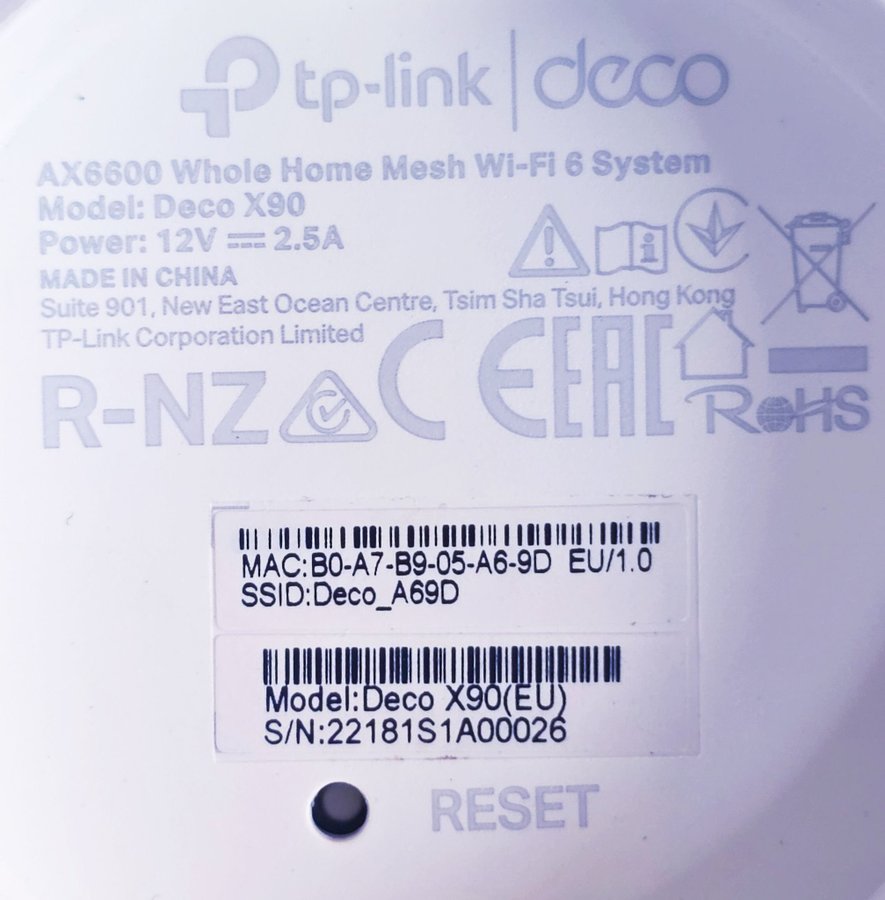 tp-link | deco
AX6600 Whole Home Mesh Wi-Fi 6 System
Model: Deco X90
Power: 12V ⎓ 2.5A
MADE IN CHINA
Suite 901, New East Ocean Centre, Tsim Sha Tsui, Hong Kong
TP-Link Corporation Limited
R-NZ CE EAC RoHS
MAC:B0-A7-B9-05-A6-9D EU/1.0
SSID:Deco_A69D
Model:Deco X90(EU)
S/N:22181S1A00026
RESET